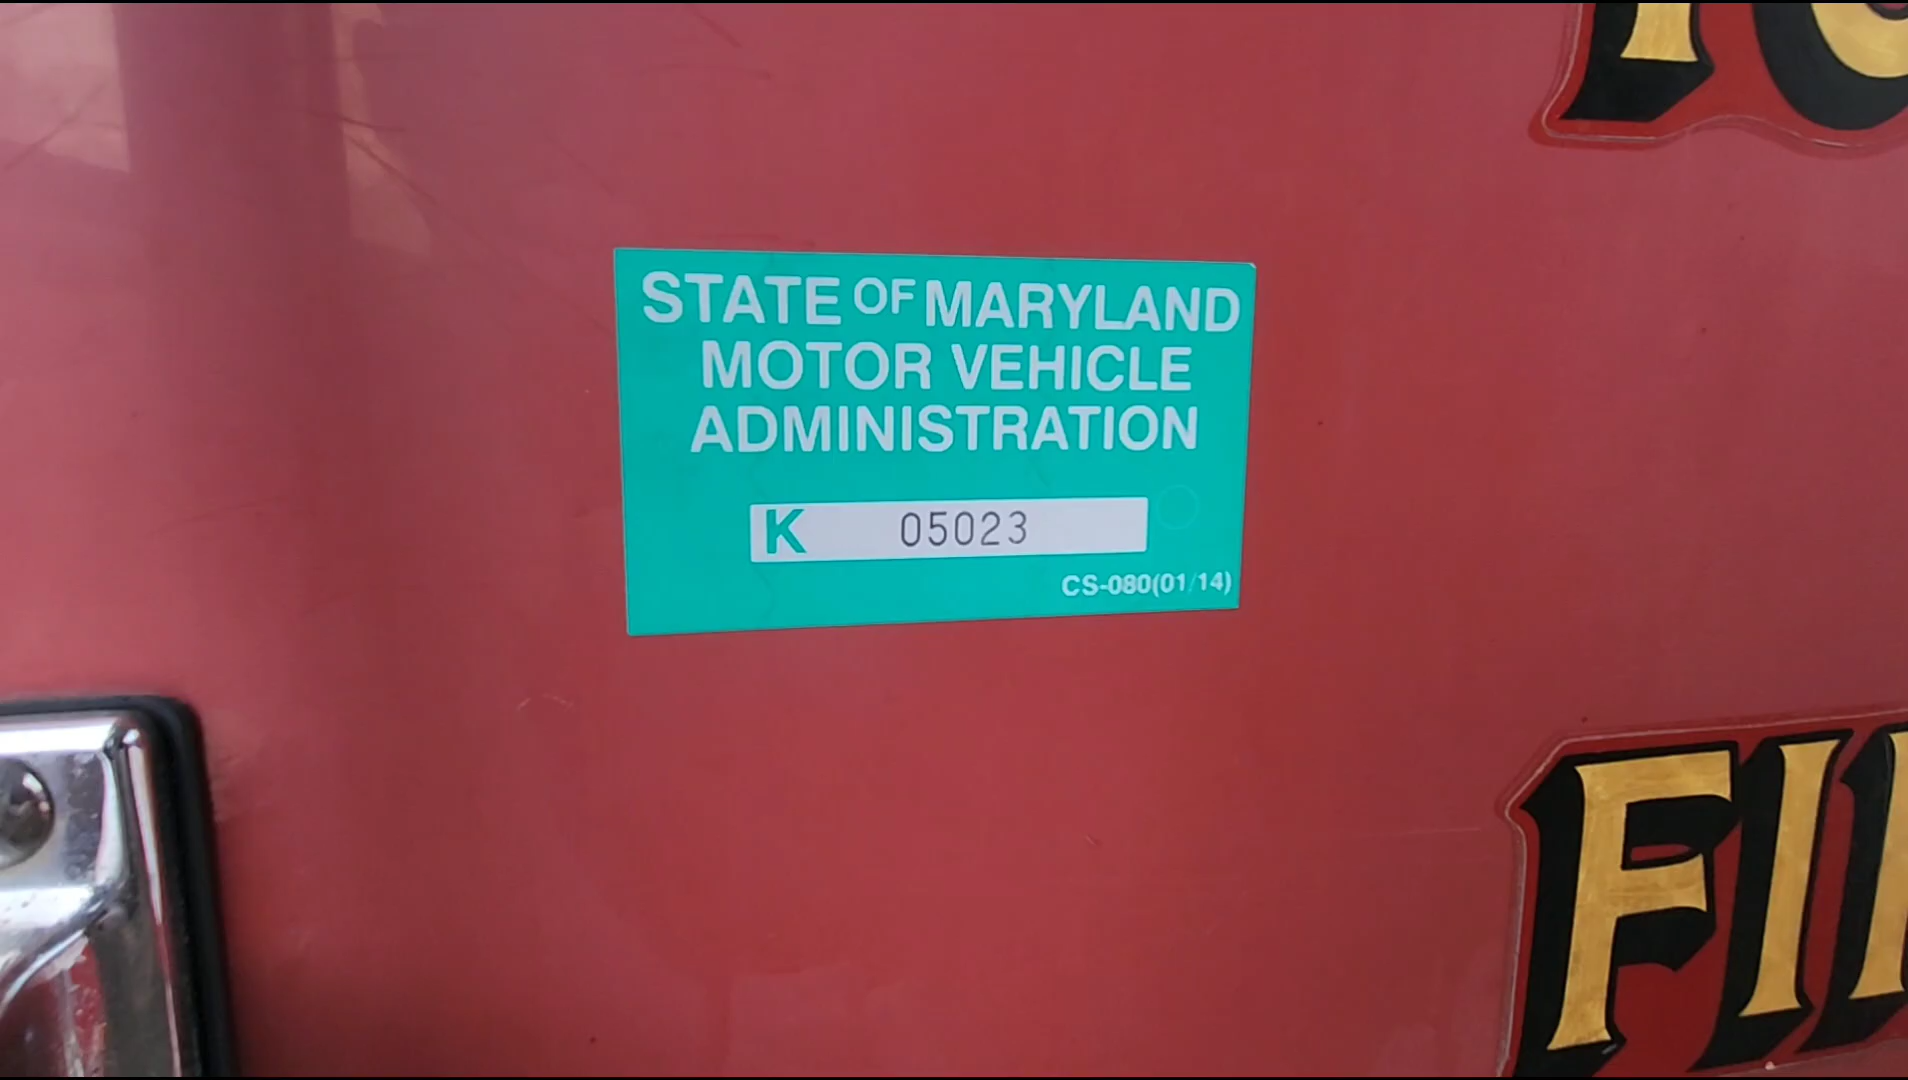 STATE OF MARYLAND
MOTOR VEHICLE
ADMINISTRATION
K 05023
CS-080(01/14)